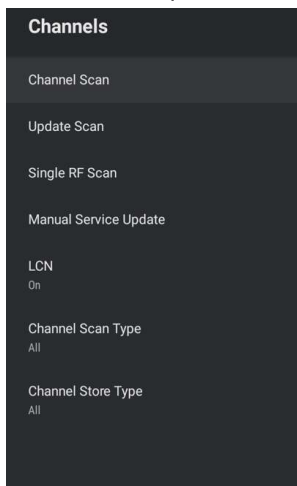 Channels
Channel Scan
Update Scan
Single RF Scan
Manual Service Update
LCN
On
Channel Scan Type
All
Channel Store Type
All